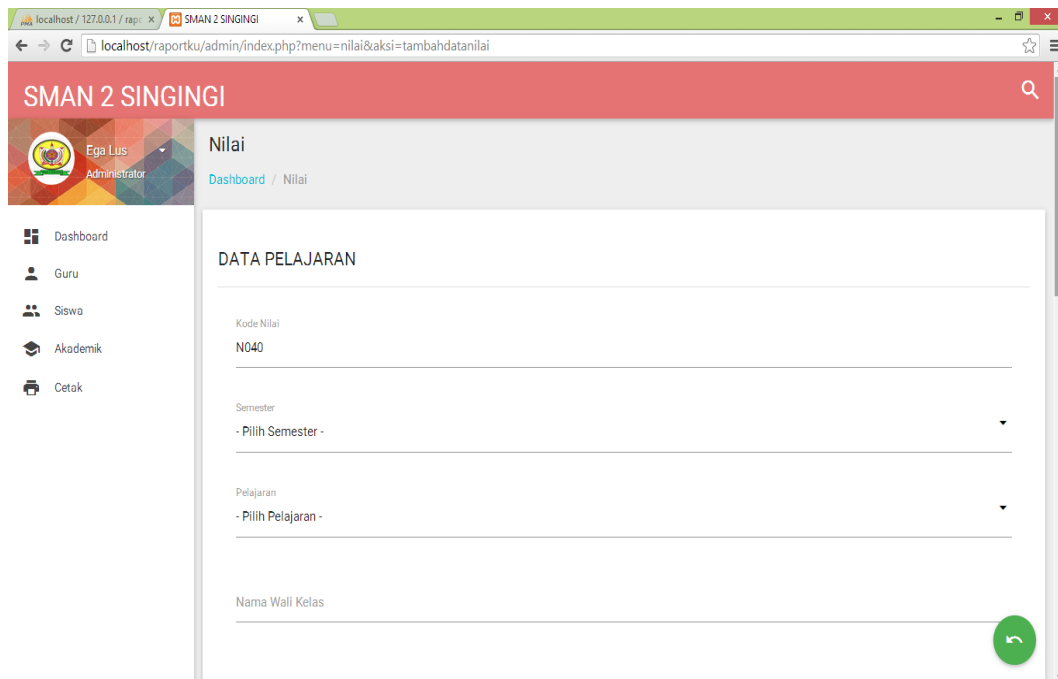 localhost / 127.0.0.1 / rapo
SMAN 2 SINGINGI
localhost/raportku/admin/index.php?menu=nilai&aksi=tambahdatanilai
SMAN 2 SINGINGI
Ega Lus
Administrator
Dashboard
Guru
Siswa
Akademik
Cetak
Nilai
Dashboard / Nilai
DATA PELAJARAN
Kode Nilai
N040
Semester
- Pilih Semester -
Pelajaran
- Pilih Pelajaran -
Nama Wali Kelas